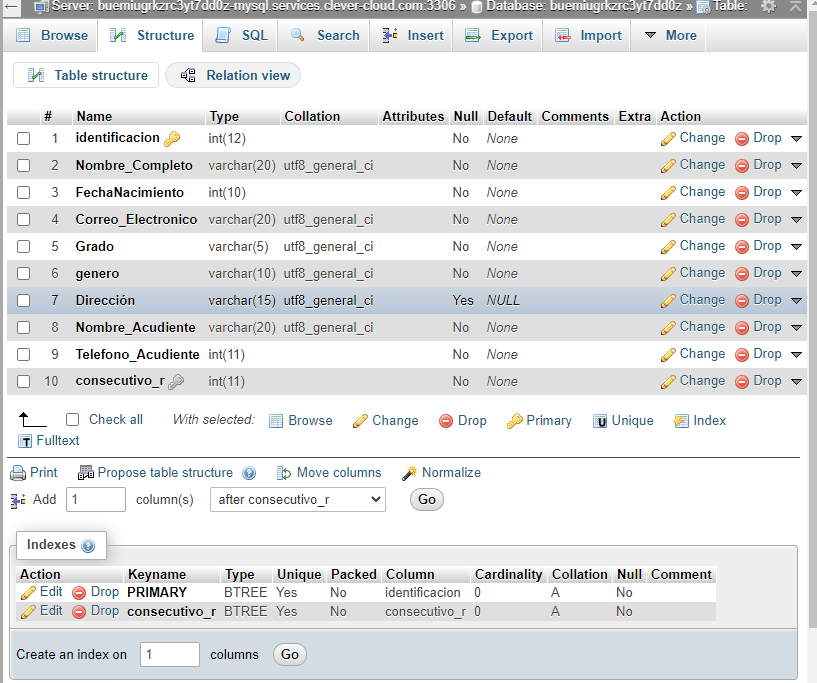 Server: buemiugrkzrc3yt7dd0z-mysql.services.clever-cloud.com:3306 » Database: buemiugrkzrc3yt7dd0z » Table:
Browse Structure SQL Search Insert Export Import More
Table structure Relation view
# Name Type Collation Attributes Null Default Comments Extra Action
1 identificacion int(12) No None Change Drop
2 Nombre_Completo varchar(20) utf8_general_ci No None Change Drop
3 FechaNacimiento int(10) No None Change Drop
4 Correo_Electronico varchar(20) utf8_general_ci No None Change Drop
5 Grado varchar(5) utf8_general_ci No None Change Drop
6 genero varchar(10) utf8_general_ci No None Change Drop
7 Dirección varchar(15) utf8_general_ci Yes NULL Change Drop
8 Nombre_Acudiente varchar(20) utf8_general_ci No None Change Drop
9 Telefono_Acudiente int(11) No None Change Drop
10 consecutivo_r int(11) No None Change Drop
Check all With selected: Browse Change Drop Primary Unique Index
Fulltext
Print Propose table structure Move columns Normalize
Add 1 column(s) after consecutivo_r Go
Indexes
Action Keyname Type Unique Packed Column Cardinality Collation Null Comment
Edit Drop PRIMARY BTREE Yes No identificacion 0 A No
Edit Drop consecutivo_r BTREE Yes No consecutivo_r 0 A No
Create an index on 1 columns Go